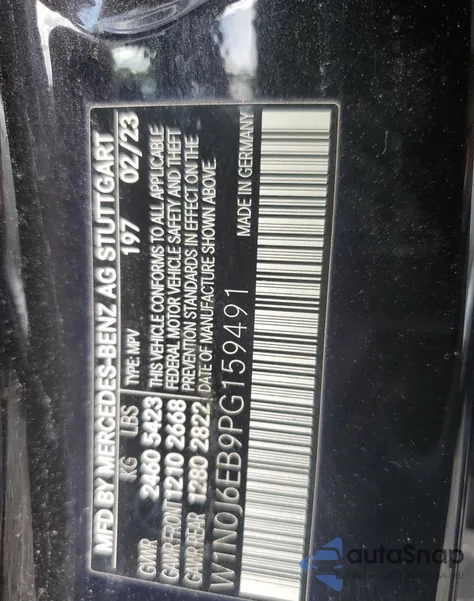 MFD BY MERCEDES-BENZ AG STUTTGART
KG LBS 197 02/23
GVWR 2460 5423
GAWR FRONT 1210 2668
GAWR RER 1280 2822
TYPE: MPV
THIS VEHICLE CONFORMS TO ALL APPLICABLE
FEDERAL MOTOR VEHICLE SAFETY AND THEFT
PREVENTION STANDARDS IN EFFECT ON THE
DATE OF MANUFACTURE SHOWN ABOVE.
W1N0J6EB9PG159491
MADE IN GERMANY
autoSnap